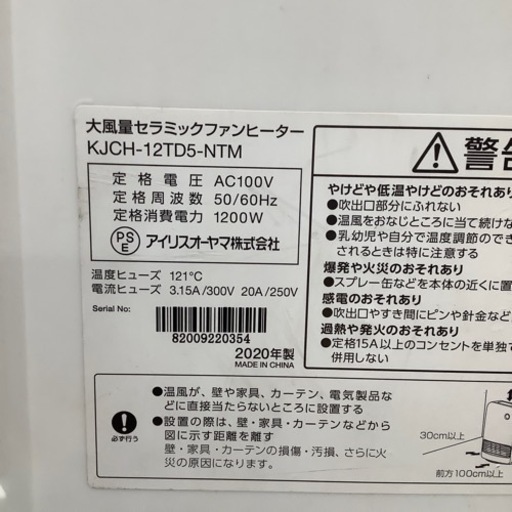 大風量セラミックファンヒーター
KJCH-12TD5-NTM
定格電圧 AC100V
定格周波数 50/60Hz
定格消費電力 1200W
PS
E
アイリスオーヤマ株式会社
温度ヒューズ 121℃
電流ヒューズ 3.15A/300V 20A/250V
Serial No:
82009220354
2020年製
MADE IN CHINA
警告
やけどや低温やけどのおそれあり
●吹出口部分にふれない
●温風をおなじところに当て続けな
●乳幼児や自分で温度調節のでき
されるときは特に注意する
爆発や火災のおそれあり
●スプレー缶などを本体の近くに置
感電のおそれあり
●吹出口やすき間にピンや針金など
過熱や発火のおそれあり
●定格15A以上のコンセントを単独で
併用しない
必ず行う
●温風が、壁や家具、カーテン、電気製品な
どに直接当たらないところに設置する
●設置の際は、壁・家具・カーテンなどから
図に示す距離を離す
壁・家具・カーテンの損傷・汚損、さらに火
災の原因になります。
30cm以上
前方100cm以上